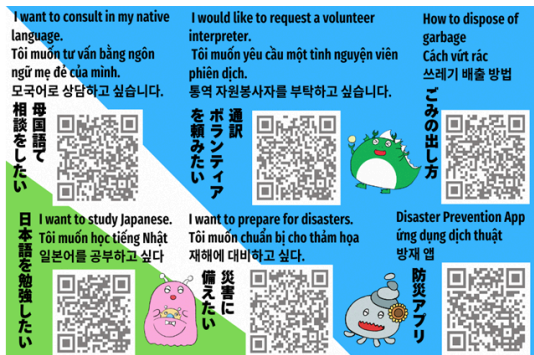 I want to consult in my native
language.
Tôi muốn tư vấn bằng ngôn
ngữ mẹ đẻ của mình.
모국어로 상담하고 싶습니다.
母国語で
相談をしたい
I would like to request a volunteer
interpreter.
Tôi muốn yêu cầu một tình nguyện viên
phiên dịch.
통역 자원봉사자를 부탁하고 싶습니다.
通訳
ボランティア
を頼みたい
How to dispose of
garbage
Cách vứt rác
쓰레기 배출 방법
ごみの出し方
I want to study Japanese.
Tôi muốn học tiếng Nhật
일본어를 공부하고 싶다
日本語を勉強したい
I want to prepare for disasters.
Tôi muốn chuẩn bị cho thảm họa
재해에 대비하고 싶다.
災害に
備えたい
Disaster Prevention App
ứng dụng dịch thuật
방재 앱
防災アプリ